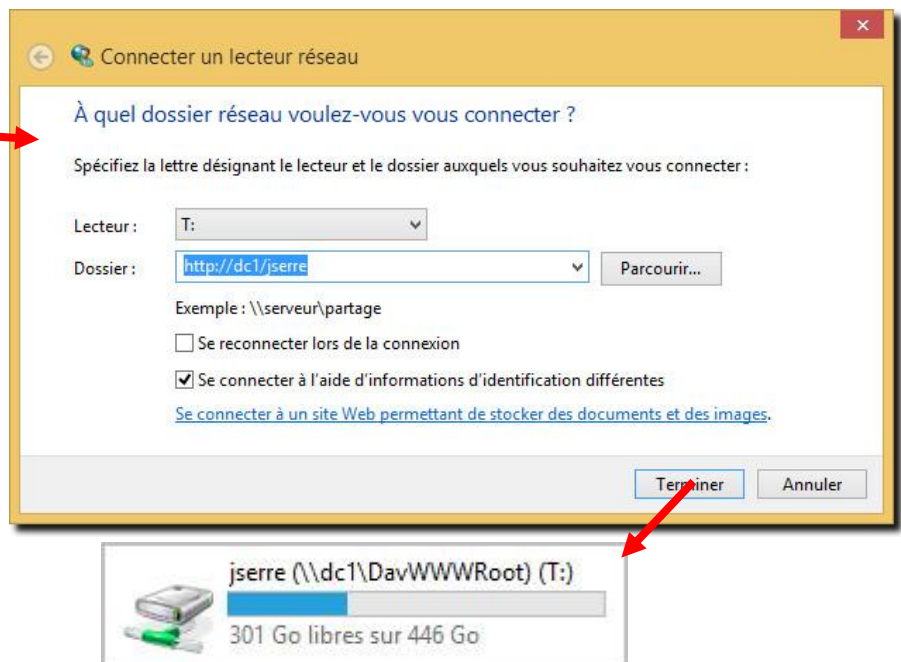 Connecter un lecteur réseau
À quel dossier réseau voulez-vous vous connecter ?
Spécifiez la lettre désignant le lecteur et le dossier auxquels vous souhaitez vous connecter :
Lecteur : T:
Dossier : http://dc1/jserre Parcourir...
Exemple : \\serveur\partage
Se reconnecter lors de la connexion
Se connecter à l'aide d'informations d'identification différentes
Se connecter à un site Web permettant de stocker des documents et des images.
Terminer Annuler
jserre (\\dc1\DavWWWRoot) (T:)
301 Go libres sur 446 Go